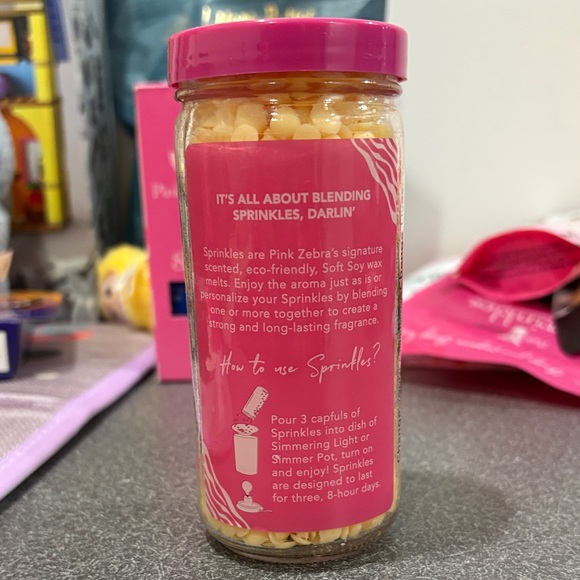 IT'S ALL ABOUT BLENDING
SPRINKLES, DARLIN'
Sprinkles are Pink Zebra's signature
scented, eco-friendly, Soft Soy wax
melts. Enjoy the aroma just as is or
personalize your Sprinkles by blending
one or more together to create a
strong and long-lasting fragrance.
How to use Sprinkles?
Pour 3 capfuls of
Sprinkles into dish of
Simmering Light or
Simmer Pot, turn on
and enjoy! Sprinkles
are designed to last
for three, 8-hour days.